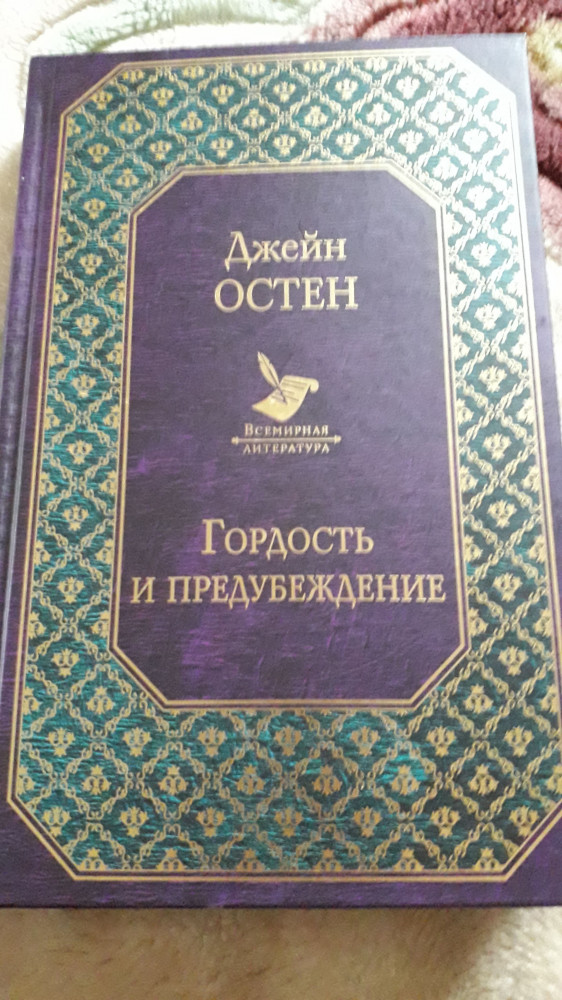 Джейн
ОСТЕН
ВСЕМИРНАЯ
ЛИТЕРАТУРА
ГОРДОСТЬ
И ПРЕДУБЕЖДЕНИЕ